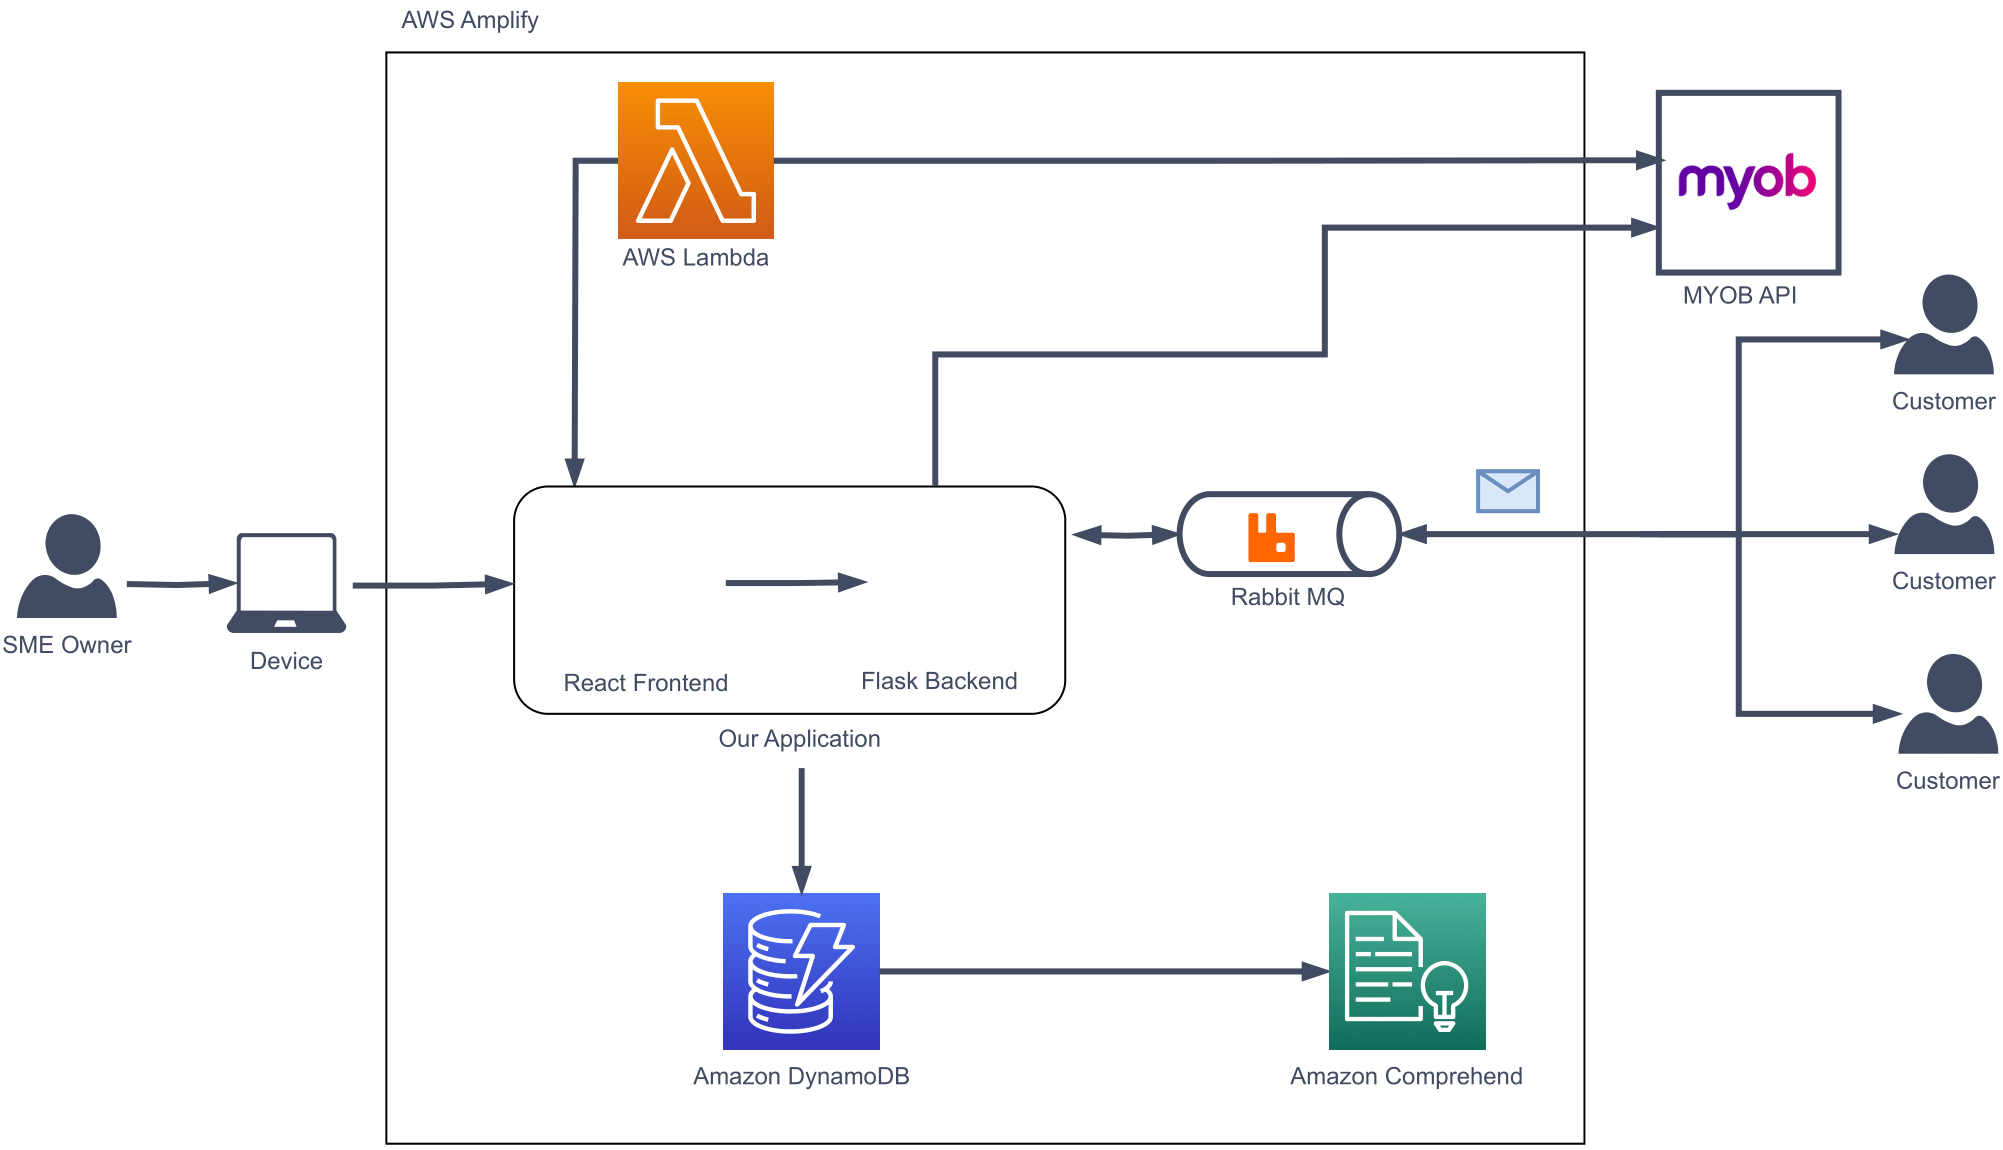 AWS Amplify
myob
AWS Lambda
MYOB API
Customer
Customer
Rabbit MQ
SME Owner
Device
React Frontend
Flask Backend
Our Application
Customer
Amazon DynamoDB
Amazon Comprehend